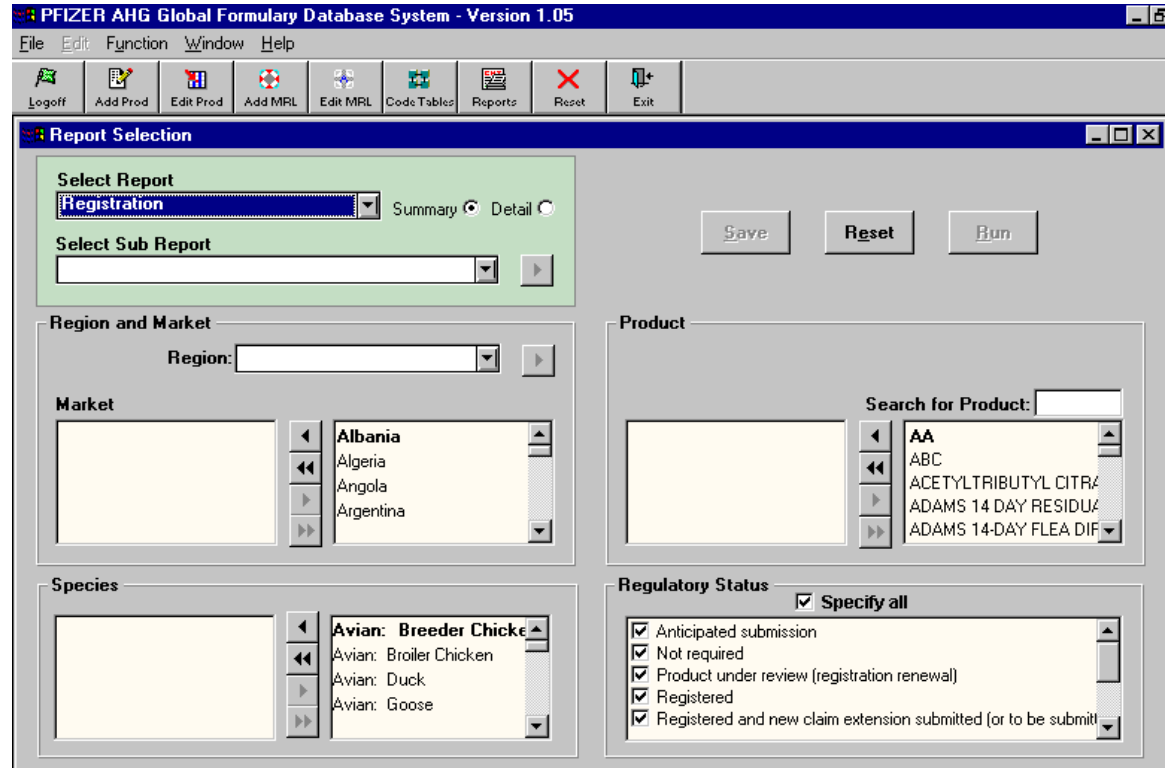 PFIZER AHG Global Formulary Database System - Version 1.05
File Edit Function Window Help
Logoff Add Prod Edit Prod Add MRL Edit MRL Code Tables Reports Reset Exit
Report Selection
Select Report
Registration Summary Detail
Select Sub Report
Save Reset Run
Region and Market
Region:
Market
Albania
Algeria
Angola
Argentina
Product
Search for Product:
AA
ABC
ACETYLTRIBUTYL CITRA
ADAMS 14 DAY RESIDUA
ADAMS 14-DAY FLEA DIF
Species
Avian: Breeder Chicke
Avian: Broiler Chicken
Avian: Duck
Avian: Goose
Regulatory Status
Specify all
Anticipated submission
Not required
Product under review (registration renewal)
Registered
Registered and new claim extension submitted (or to be submitt